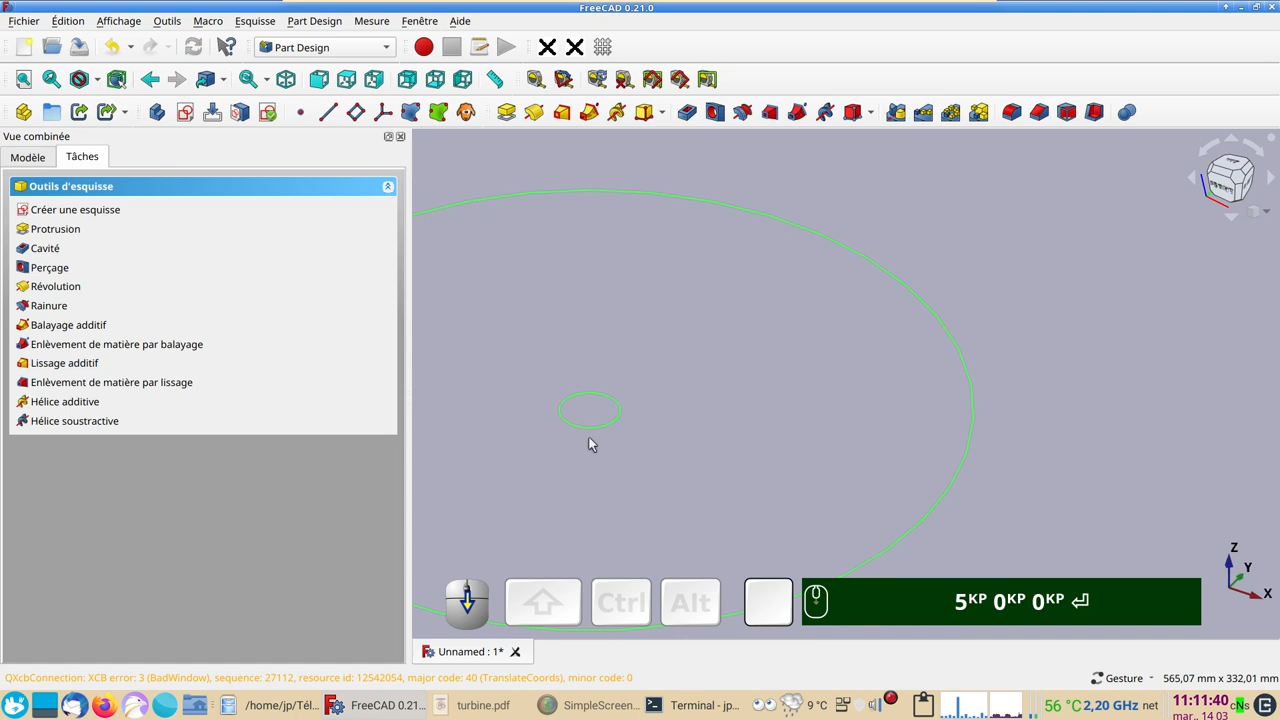 FreeCAD 0.21.0
Fichier Édition Affichage Outils Macro Esquisse Part Design Mesure Fenêtre Aide
Part Design
Vue combinée
Modèle Tâches
Outils d'esquisse
Créer une esquisse
Protrusion
Cavité
Perçage
Révolution
Rainure
Balayage additif
Enlèvement de matière par balayage
Lissage additif
Enlèvement de matière par lissage
Hélice additive
Hélice soustractive
Z
Y
X
Ctrl Alt 5KP 0KP 0KP ⏎
Unnamed : 1*
QXcbConnection: XCB error: 3 (BadWindow), sequence: 27112, resource id: 12542054, major code: 40 (TranslateCoords), minor code: 0
Gesture 565,07 mm x 332,01 mm
/home/jp/Tél... FreeCAD 0.21... turbine.pdf SimpleScreen... Terminal - jp... 9 °C 56 °C 2,20 GHz net 11:11:40
mar., 14 03